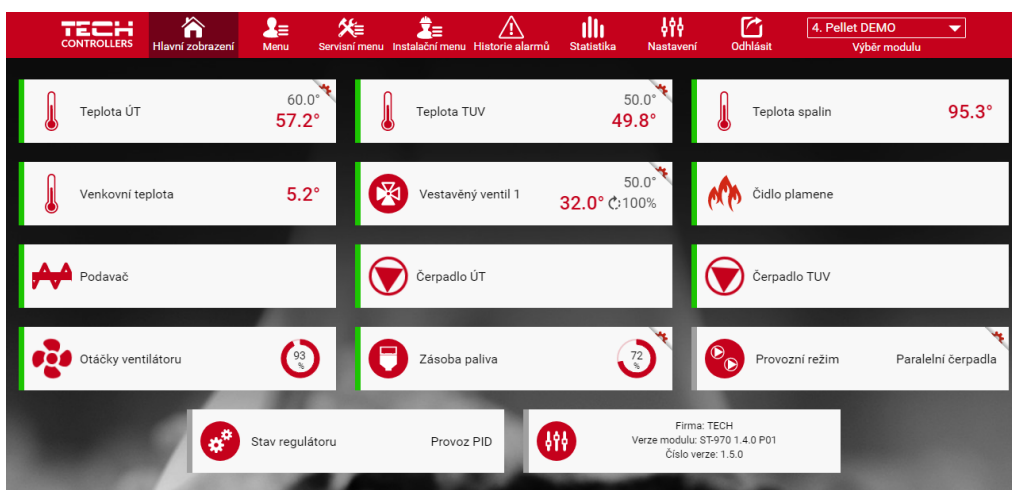 TECH
CONTROLLERS
Hlavní zobrazení
Menu
Servisní menu
Instalační menu
Historie alarmů
Statistika
Nastavení
Odhlásit
4. Pellet DEMO
Výběr modulu
Teplota ÚT
60.0°
57.2°
Teplota TUV
50.0°
49.8°
Teplota spalin
95.3°
Venkovní teplota
5.2°
Vestavěný ventil 1
50.0°
32.0° 100%
Čidlo plamene
Podavač
Čerpadlo ÚT
Čerpadlo TUV
Otáčky ventilátoru
93
%
Zásoba paliva
72
%
Provozní režim
Paralelní čerpadla
Stav regulátoru
Provoz PID
Firma: TECH
Verze modulu: ST-970 1.4.0 P01
Číslo verze: 1.5.0